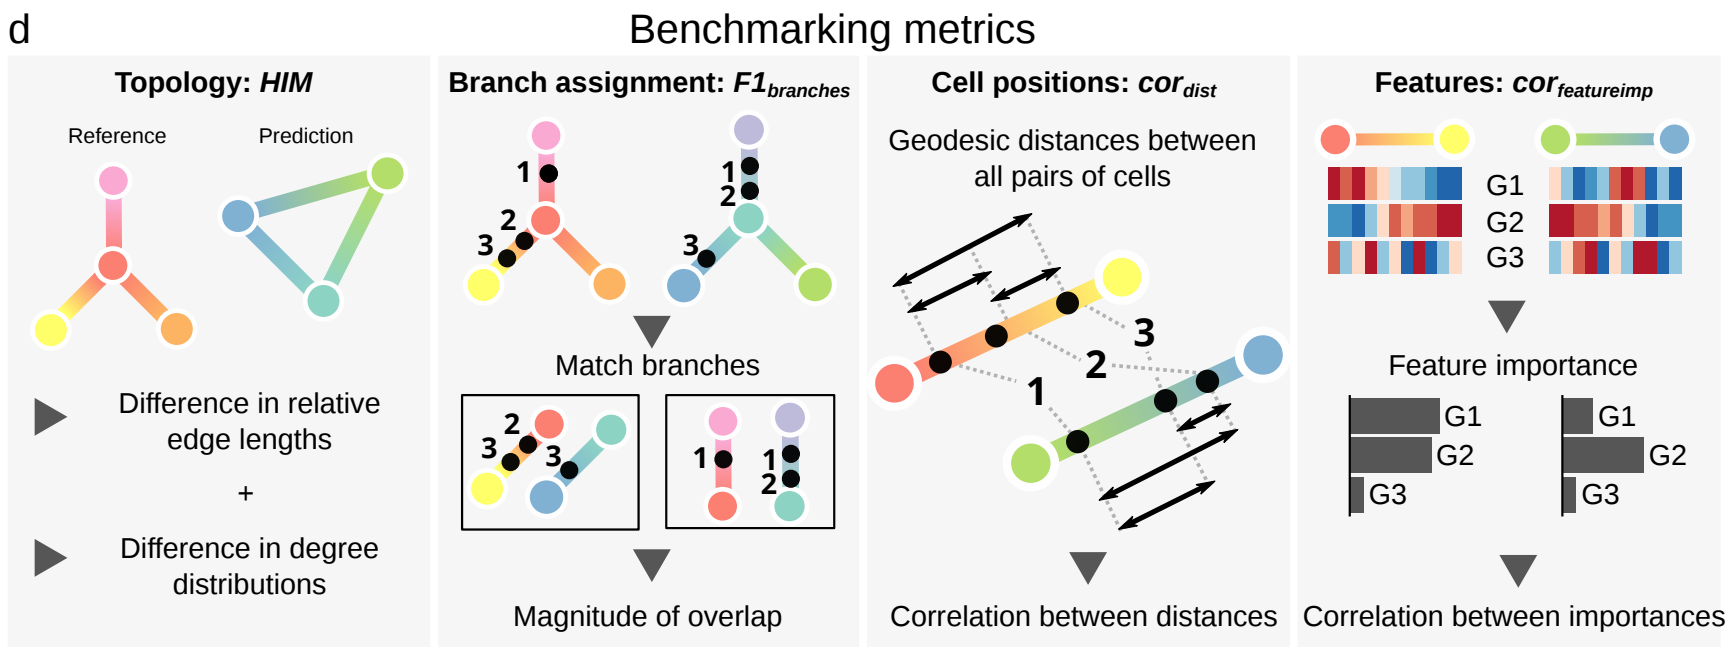 d
Benchmarking metrics
Topology: HIM
Reference
Prediction
Difference in relative
edge lengths
+
Difference in degree
distributions
Branch assignment: F1branches
1
2
3
1
2
3
Match branches
2
3
3
1
1
2
Magnitude of overlap
Cell positions: cordist
Geodesic distances between
all pairs of cells
3
2
1
Correlation between distances
Features: corfeatureimp
G1
G2
G3
Feature importance
G1
G2
G3
G1
G2
G3
Correlation between importances